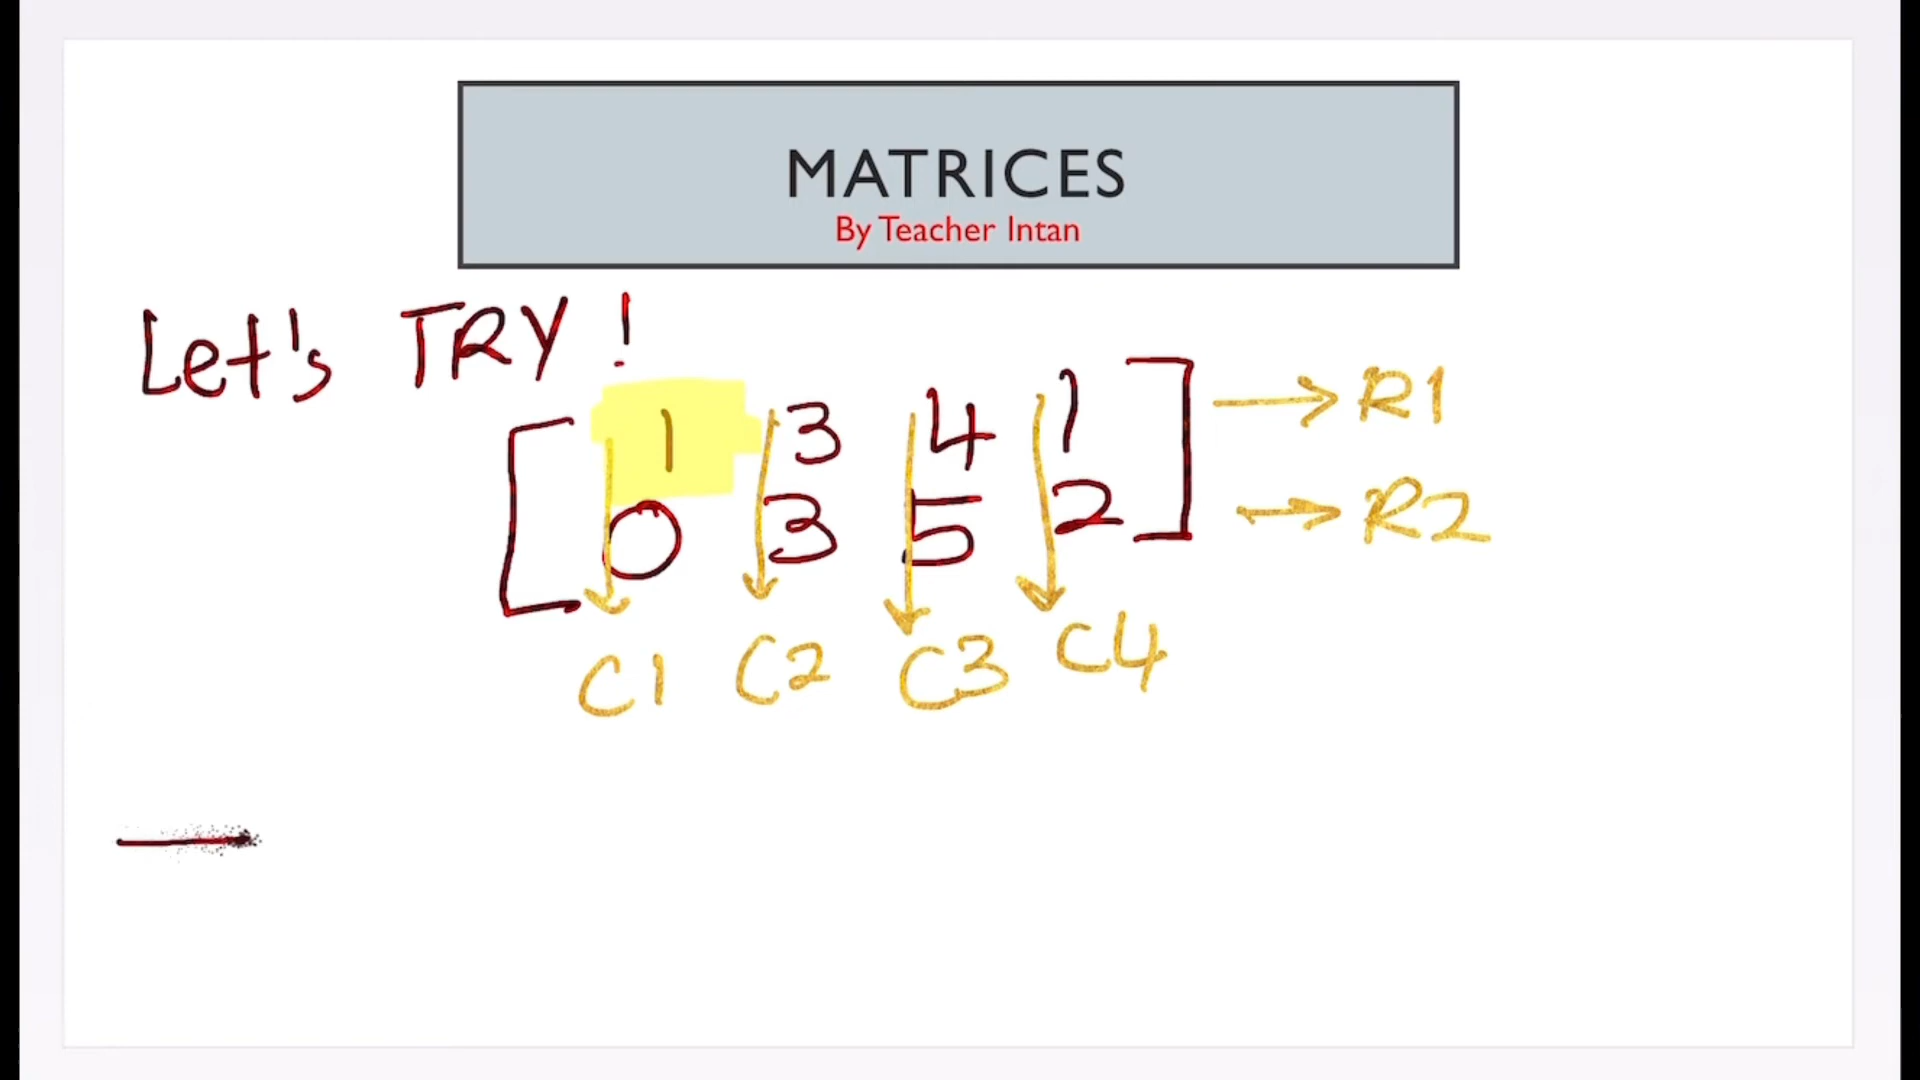 MATRICES
By Teacher Intan
Let's TRY!
1 3 4 1 → R1
0 3 5 2 → R2
C1 C2 C3 C4